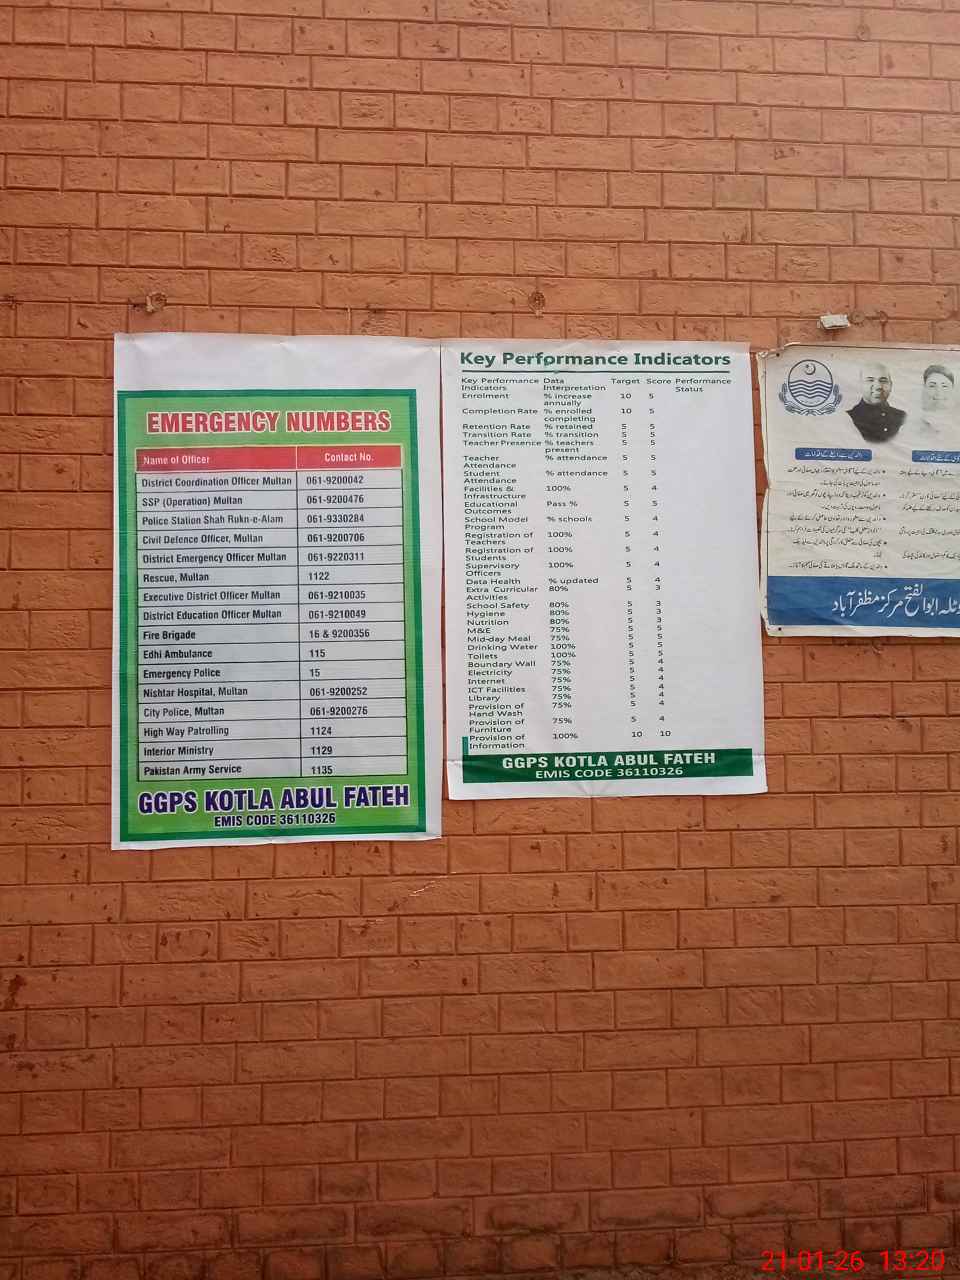 EMERGENCY NUMBERS
Name of Officer Contact No.
District Coordination Officer Multan 061-9200042
SSP (Operation) Multan 061-9200476
Police Station Shah Rukn-e-Alam 061-9330284
Civil Defence Officer, Multan 061-9200706
District Emergency Officer Multan 061-9220311
Rescue, Multan 1122
Executive District Officer Multan 061-9210035
District Education Officer Multan 061-9210049
Fire Brigade 16 & 9200356
Edhi Ambulance 115
Emergency Police 15
Nishtar Hospital, Multan 061-9200252
City Police, Multan 061-9200276
High Way Patrolling 1124
Interior Ministry 1129
Pakistan Army Service 1135
GGPS KOTLA ABUL FATEH
EMIS CODE 36110326
Key Performance Indicators
Key Performance Data Target Score Performance
Indicators Interpretation Status
Enrolment % increase 10 5
annually
Completion Rate % enrolled 10 5
completing
Retention Rate % retained 5 5
Transition Rate % transition 5 5
Teacher Presence % teachers 5 5
present
Teacher % attendance 5 5
Attendance
Student % attendance 5 5
Attendance
Facilities & 100% 5 4
Infrastructure
Educational Pass % 5 5
Outcomes
School Model % schools 5 4
Program
Registration of 100% 5 4
Teachers
Registration of 100% 5 4
Students
Supervisory 100% 5 4
Officers
Data Health % updated 5 4
Extra Curricular 80% 5 3
Activities
School Safety 80% 5 3
Hygiene 80% 5 3
Nutrition 80% 5 3
M&E 75% 5 5
Mid-day Meal 75% 5 5
Drinking Water 100% 5 5
Toilets 100% 5 5
Boundary Wall 75% 5 4
Electricity 75% 5 4
Internet 75% 5 4
ICT Facilities 75% 5 4
Library 75% 5 4
Provision of 75% 5 4
Hand Wash
Provision of 75% 5 4
Furniture
Provision of 100% 10 10
Information
GGPS KOTLA ABUL FATEH
EMIS CODE 36110326
ابوالفتح مرکز مظفرآباد
21-01-26 13:20